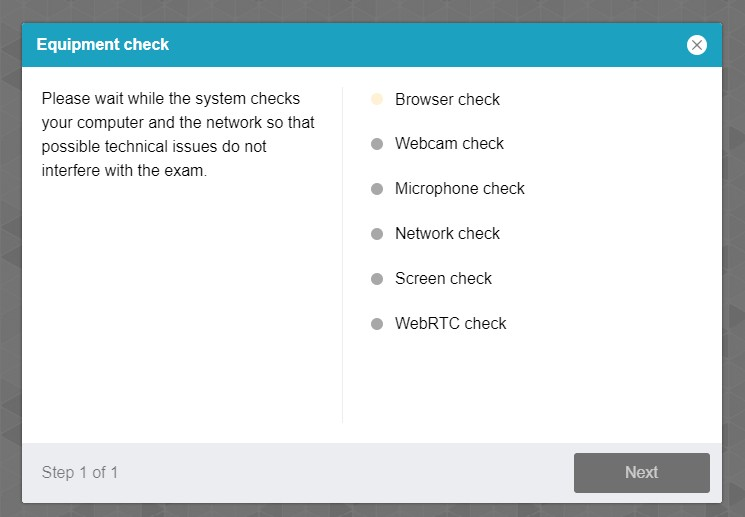 Equipment check
Please wait while the system checks
your computer and the network so that
possible technical issues do not
interfere with the exam.
Browser check
Webcam check
Microphone check
Network check
Screen check
WebRTC check
Step 1 of 1
Next